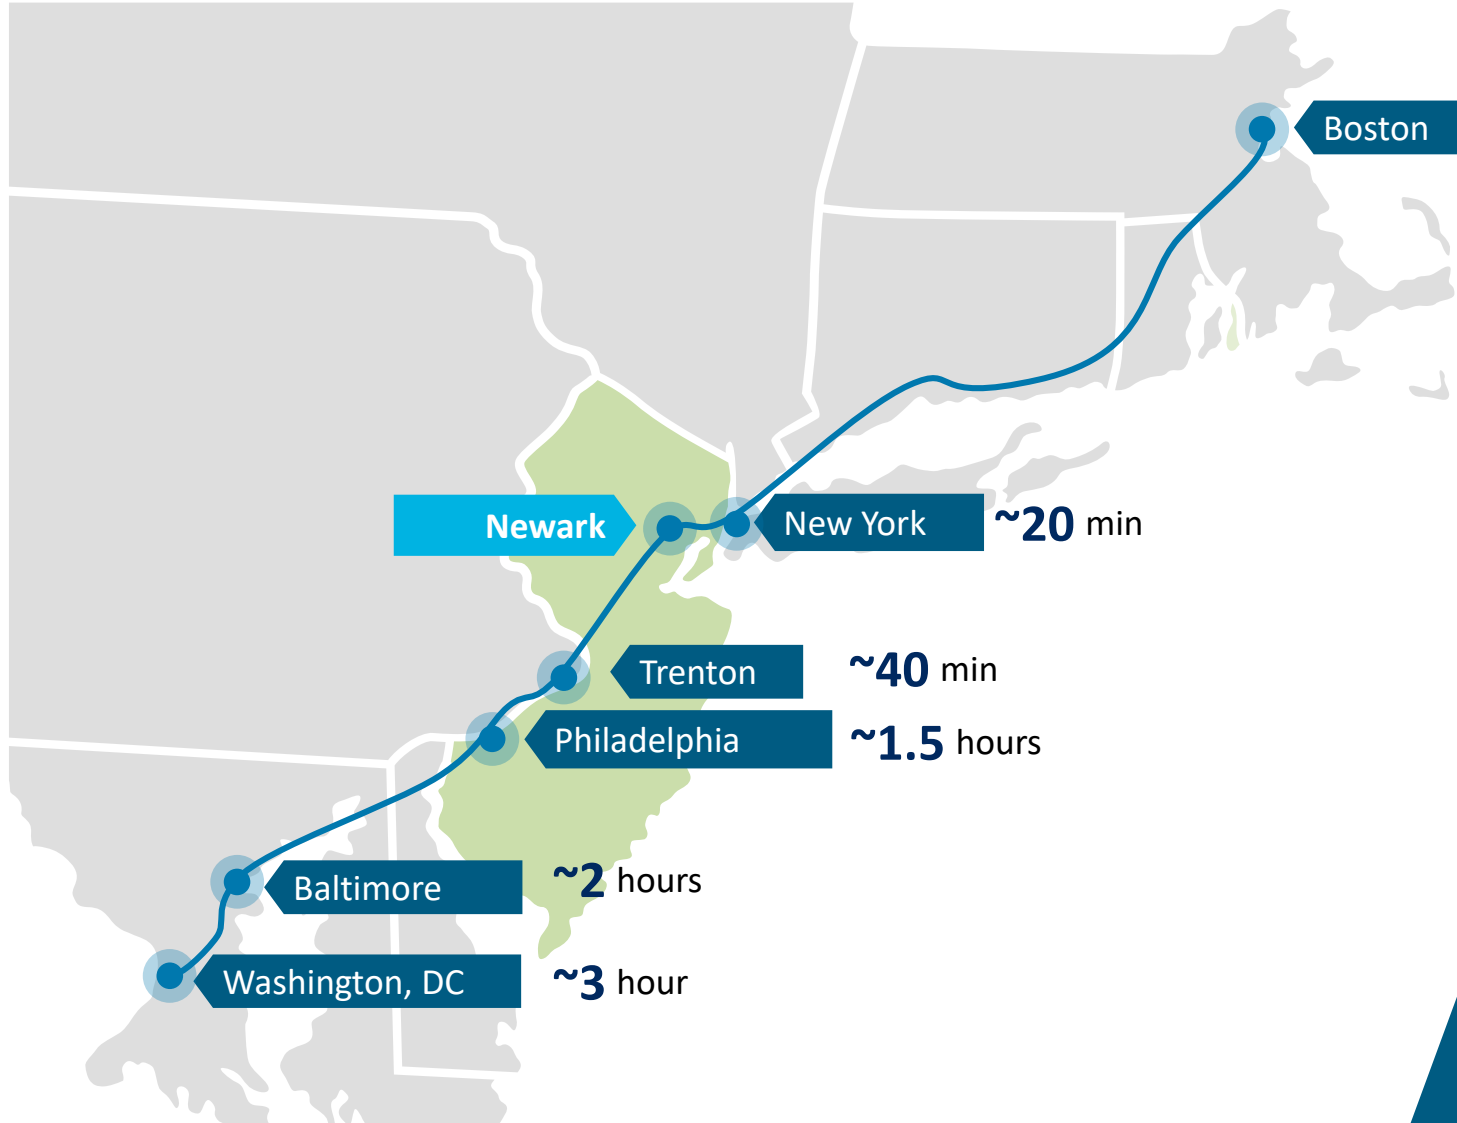 Boston
Newark
New York ~20 min
Trenton ~40 min
Philadelphia ~1.5 hours
Baltimore ~2 hours
Washington, DC ~3 hour